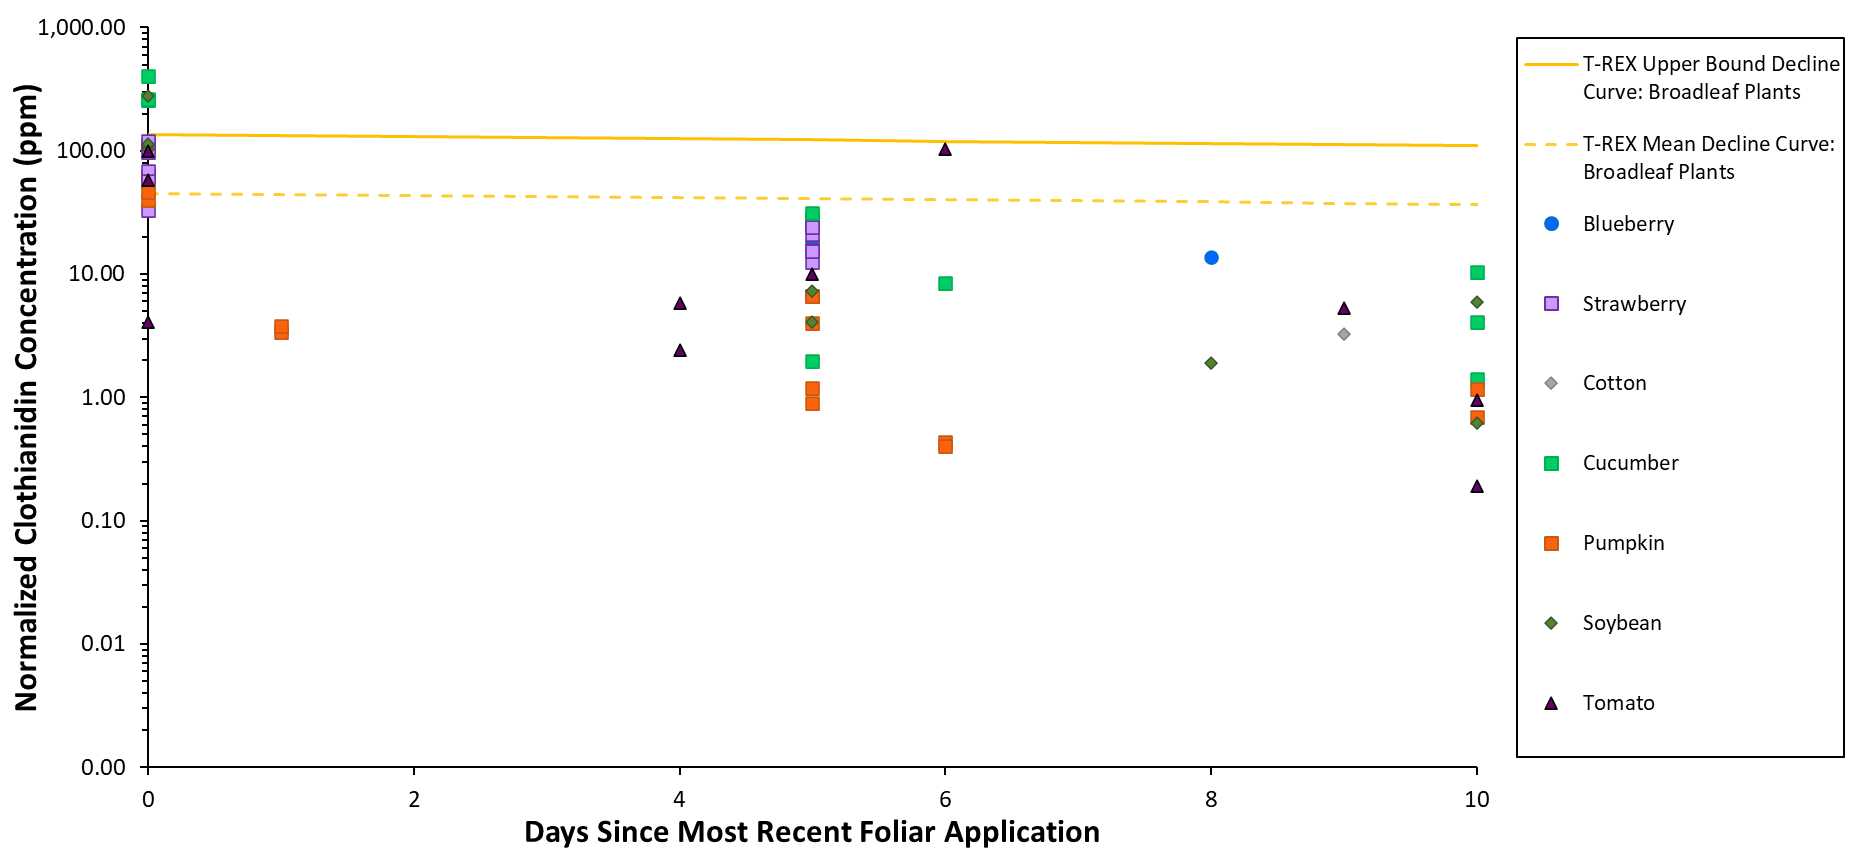 1,000.00
100.00
10.00
1.00
0.10
0.01
0.00
Normalized Clothianidin Concentration (ppm)
0
2
4
6
8
10
Days Since Most Recent Foliar Application
T-REX Upper Bound Decline
Curve: Broadleaf Plants
T-REX Mean Decline Curve:
Broadleaf Plants
Blueberry
Strawberry
Cotton
Cucumber
Pumpkin
Soybean
Tomato